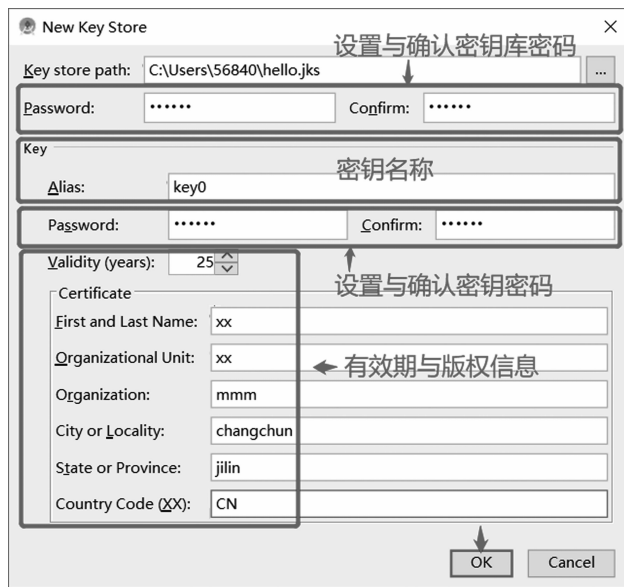 New Key Store
设置与确认密钥库密码
Key store path: C:\Users\56840\hello.jks ...
Password: •••••• Confirm: ••••••
Key
密钥名称
Alias: key0
Password: •••••• Confirm: ••••••
Validity (years): 25
设置与确认密钥密码
Certificate
First and Last Name: xx
Organizational Unit: xx
有效期与版权信息
Organization: mmm
City or Locality: changchun
State or Province: jilin
Country Code (XX): CN
OK Cancel